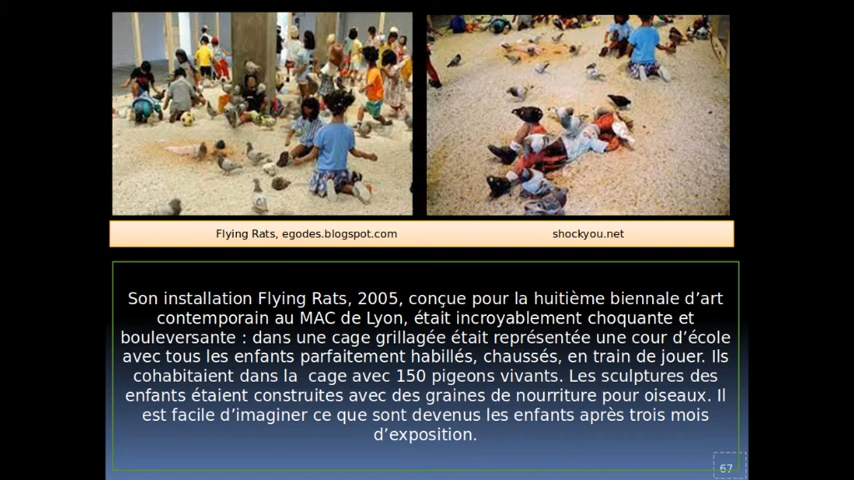 Flying Rats, egodes.blogspot.com shockyou.net
Son installation Flying Rats, 2005, conçue pour la huitième biennale d’art
contemporain au MAC de Lyon, était incroyablement choquante et
bouleversante : dans une cage grillagée était représentée une cour d’école
avec tous les enfants parfaitement habillés, chaussés, en train de jouer. Ils
cohabitaient dans la cage avec 150 pigeons vivants. Les sculptures des
enfants étaient construites avec des graines de nourriture pour oiseaux. Il
est facile d’imaginer ce que sont devenus les enfants après trois mois
d’exposition.
67